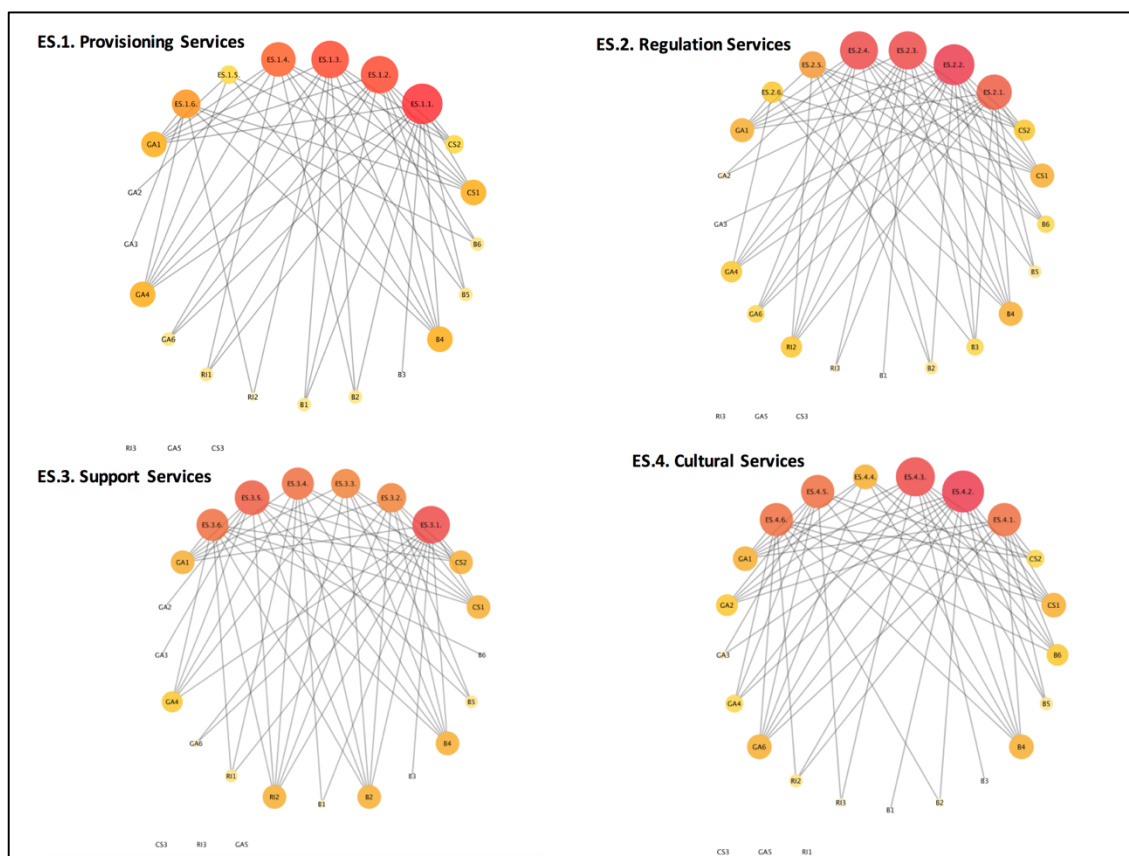 ES.1. Provisioning Services
ES.1.4.
ES.1.3.
ES.1.5.
ES.1.2.
ES.1.6.
ES.1.1.
GA1
CS2
GA2
CS1
GA3
B6
GA4
B5
GA6
B4
RI1
B3
RI2
B1
B2
RI3 GA5 CS3
ES.2. Regulation Services
ES.2.4.
ES.2.3.
ES.2.5.
ES.2.2.
ES.2.6.
ES.2.1.
GA1
CS2
GA2
CS1
GA3
B6
GA4
B5
GA6
B4
RI2
B3
RI3
B1
B2
RI3 GA5 CS3
ES.3. Support Services
ES.3.4.
ES.3.3.
ES.3.5.
ES.3.2.
ES.3.6.
ES.3.1.
GA1
CS2
GA2
CS1
GA3
B6
GA4
B5
GA6
B4
RI1
B3
RI2
B1
B2
CS3 RI3 GA5
ES.4. Cultural Services
ES.4.4.
ES.4.3.
ES.4.5.
ES.4.2.
ES.4.6.
ES.4.1.
GA1
CS2
GA2
CS1
GA3
B6
GA4
B5
GA6
B4
RI2
B3
RI3
B1
B2
CS3 GA5 RI1